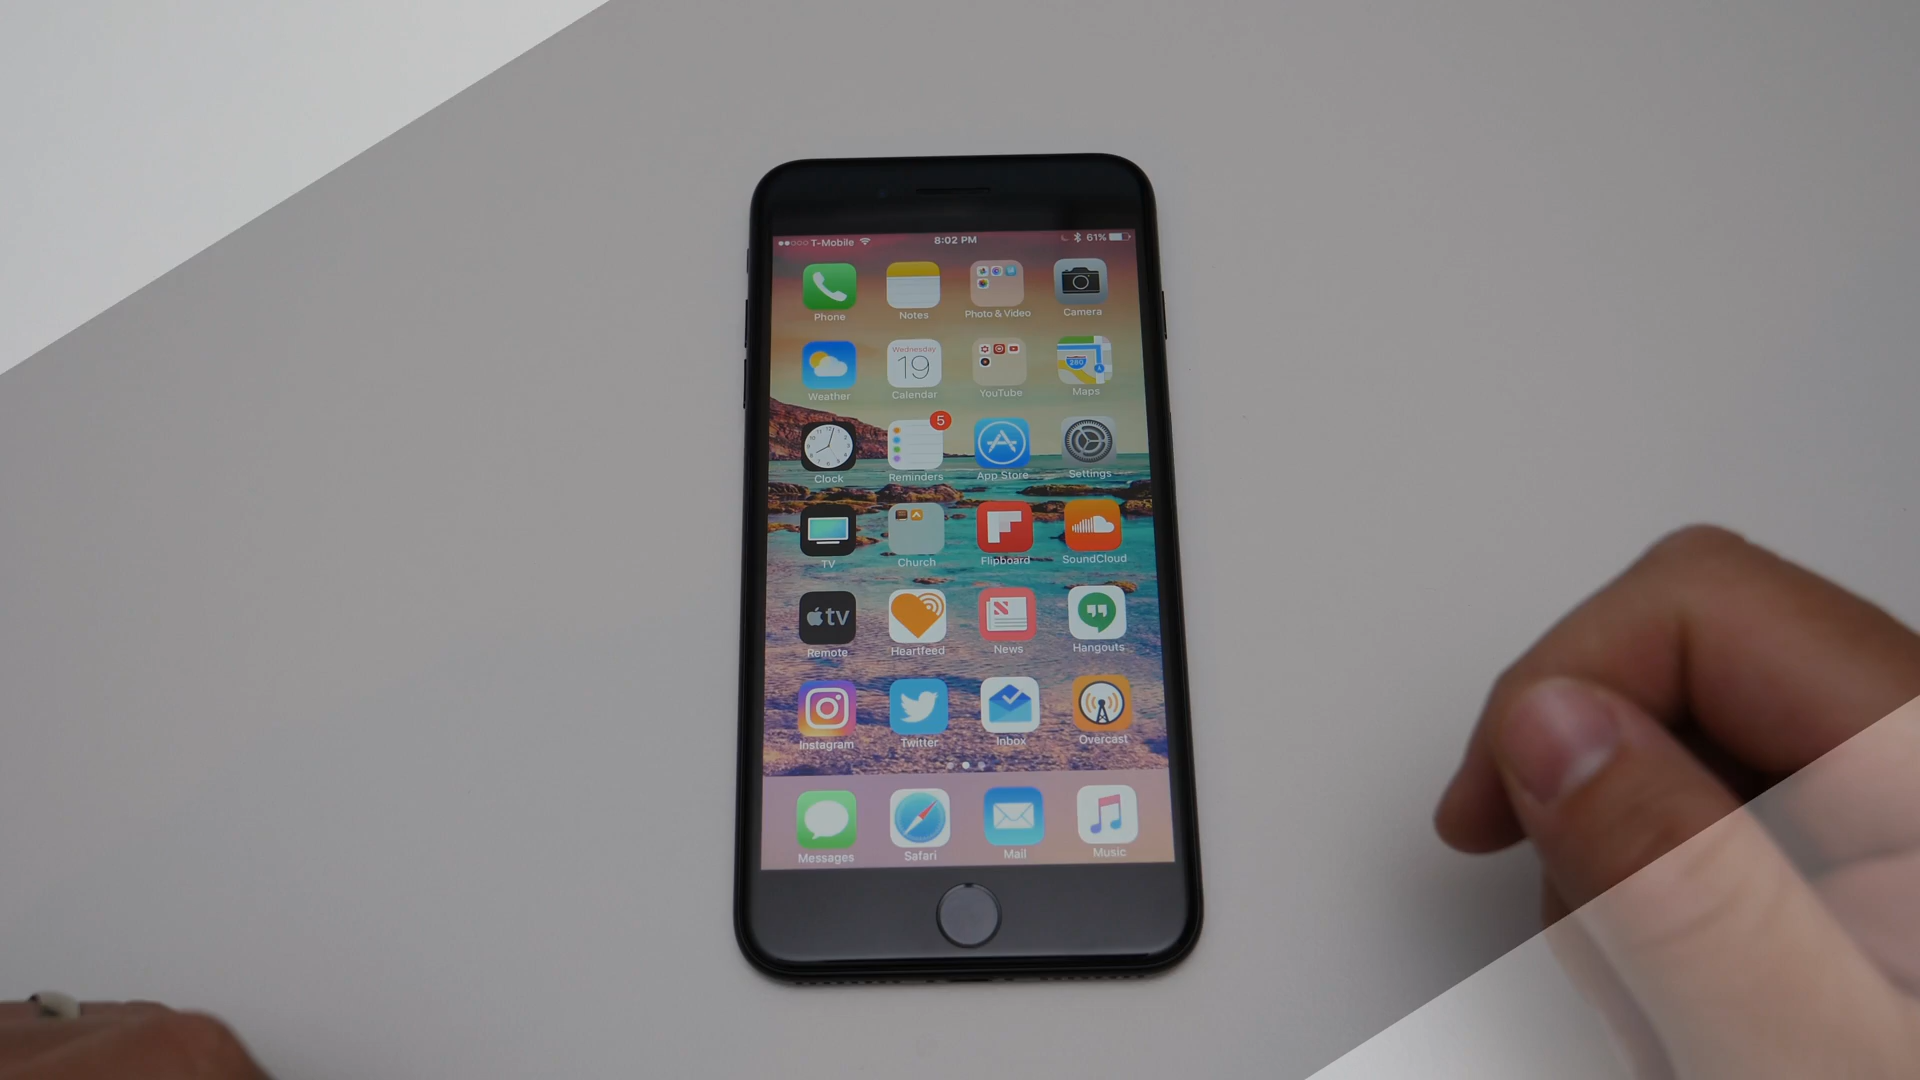 T-Mobile 8:02 PM 61%
Phone Notes Photo & Video Camera
Wednesday
19
280
Weather Calendar YouTube Maps
5
Clock Reminders App Store Settings
TV Church Flipboard SoundCloud
tv
Remote Heartfeed News Hangouts
Instagram Twitter Inbox Overcast
Messages Safari Mail Music